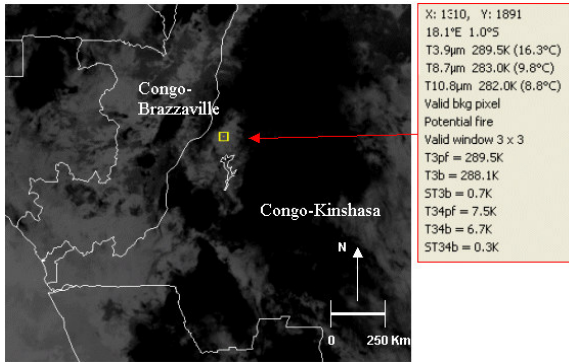 Congo-
Brazzaville
Congo-Kinshasa
N
0 250 Km
X: 1310, Y: 1891
18.1°E 1.0°S
T3.9µm 289.5K (16.3°C)
T8.7µm 283.0K (9.8°C)
T10.8µm 282.0K (8.8°C)
Valid bkg pixel
Potential fire
Valid window 3 x 3
T3pf = 289.5K
T3b = 288.1K
ST3b = 0.7K
T34pf = 7.5K
T34b = 6.7K
ST34b = 0.3K